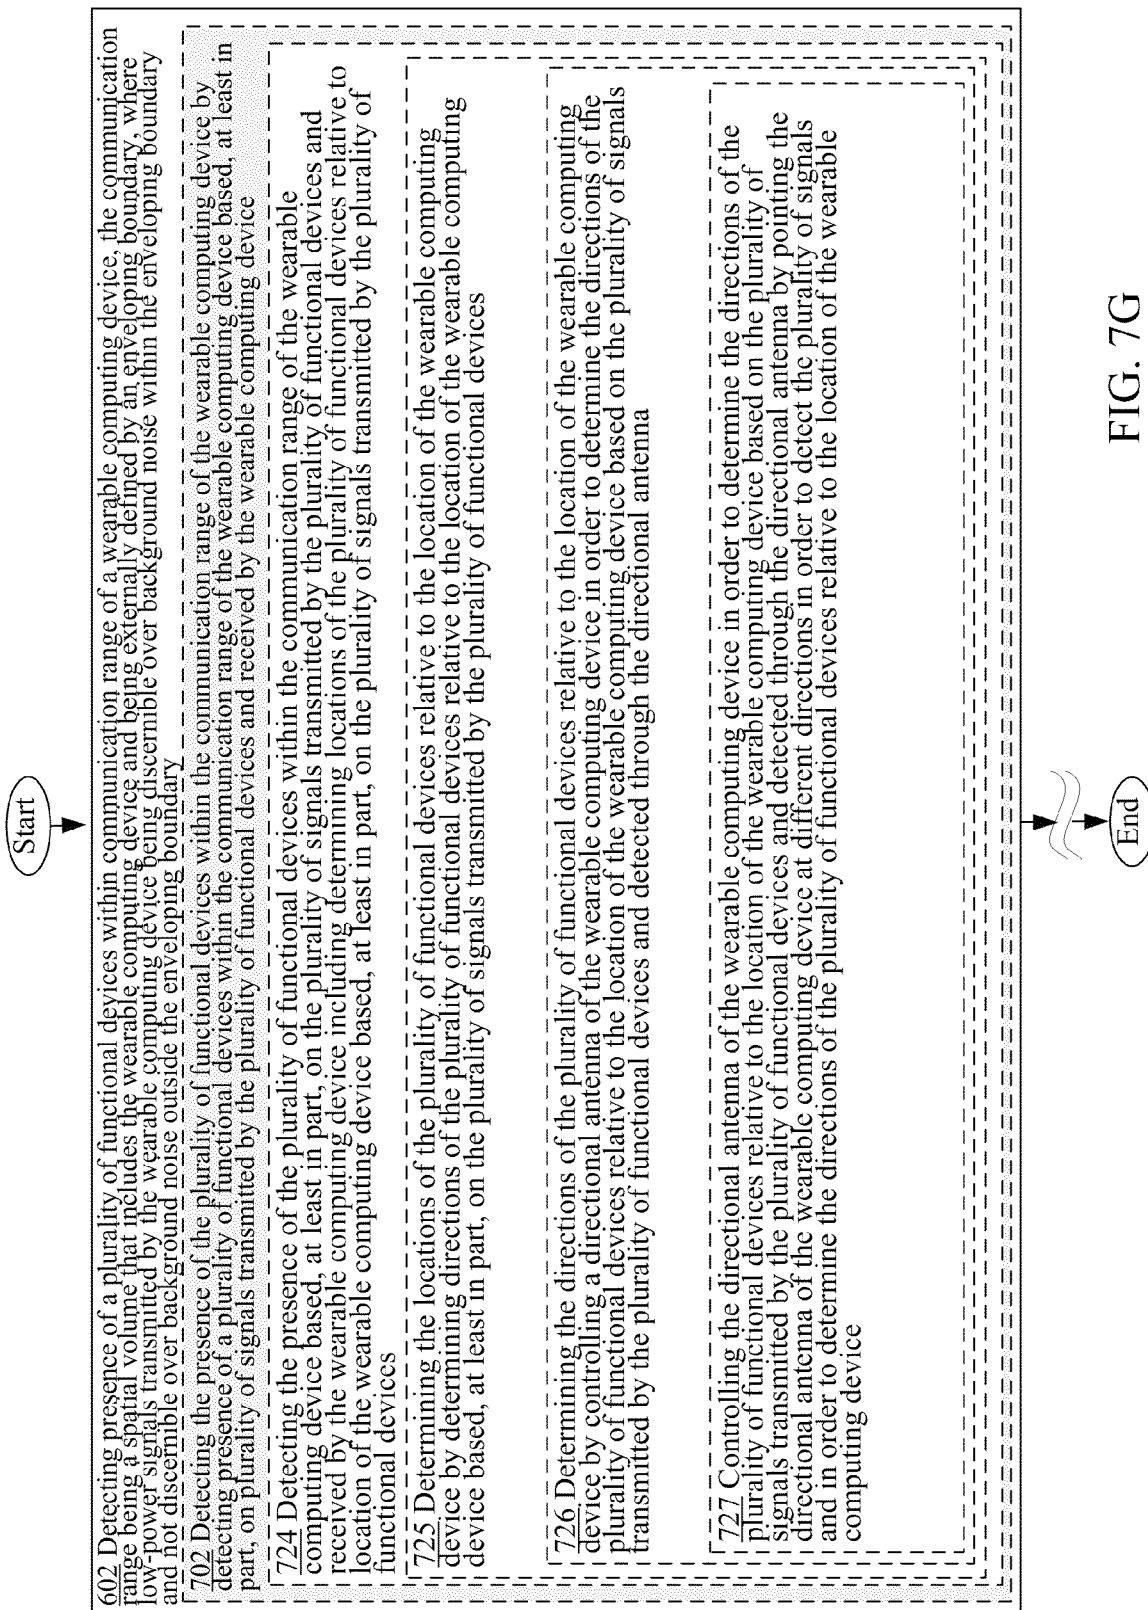 Start
602 Detecting presence of a plurality of functional devices within communication range of a wearable computing device, the communication
range being a spatial volume that includes the wearable computing device and being externally defined by an enveloping boundary, where
low-power signals transmitted by the wearable computing device being discernible over background noise within the enveloping boundary
and not discernible over background noise outside the enveloping boundary
702 Detecting the presence of the plurality of functional devices within the communication range of the wearable computing device by
detecting presence of a plurality of functional devices within the communication range of the wearable computing device based, at least in
part, on plurality of signals transmitted by the plurality of functional devices and received by the wearable computing device
724 Detecting the presence of the plurality of functional devices within the communication range of the wearable
computing device based, at least in part, on the plurality of signals transmitted by the plurality of functional devices and
received by the wearable computing device including determining locations of the plurality of functional devices relative to
location of the wearable computing device based, at least in part, on the plurality of signals transmitted by the plurality of
functional devices
725 Determining the locations of the plurality of functional devices relative to the location of the wearable computing
device by determining directions of the plurality of functional devices relative to the location of the wearable computing
device based, at least in part, on the plurality of signals transmitted by the plurality of functional devices
726 Determining the directions of the plurality of functional devices relative to the location of the wearable computing
device by controlling a directional antenna of the wearable computing device in order to determine the directions of the
plurality of functional devices relative to the location of the wearable computing device based on the plurality of signals
transmitted by the plurality of functional devices and detected through the directional antenna
727 Controlling the directional antenna of the wearable computing device in order to determine the directions of the
plurality of functional devices relative to the location of the wearable computing device based on the plurality of
signals transmitted by the plurality of functional devices and detected through the directional antenna by pointing the
directional antenna of the wearable computing device at different directions in order to detect the plurality of signals
and in order to determine the directions of the plurality of functional devices relative to the location of the wearable
computing device
End
FIG. 7G